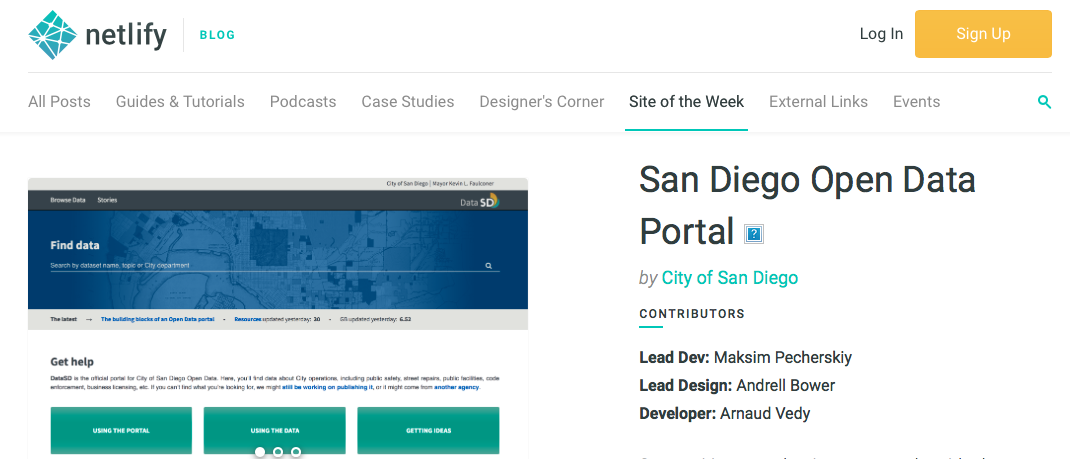 netlify BLOG Log In Sign Up
All Posts Guides & Tutorials Podcasts Case Studies Designer's Corner Site of the Week External Links Events
City of San Diego | Mayor Kevin L. Faulconer
Browse Data Stories Data SD
Find data
Search by dataset name, topic or City department
The latest → The building blocks of an Open Data portal • Resources updated yesterday: 30 • GB updated yesterday: 6.53
Get help
DataSD is the official portal for City of San Diego Open Data. Here, you'll find data about City operations, including public safety, street repairs, public facilities, code
enforcement, business licensing, etc. If you can't find what you're looking for, we might still be working on publishing it, or it might come from another agency.
USING THE PORTAL USING THE DATA GETTING IDEAS
San Diego Open Data
Portal ?
by City of San Diego
CONTRIBUTORS
Lead Dev: Maksim Pecherskiy
Lead Design: Andrell Bower
Developer: Arnaud Vedy